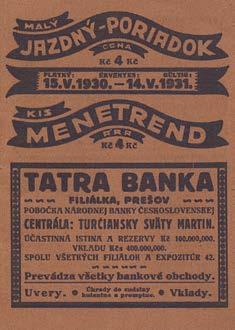 MALÝ
JAZDNÝ-PORIADOK
CENA
Kč 4 Kč
PLATNÝ: ÉRVÉNYES: GÜLTIG:
15.V.1930.—14.V.1931.
KIS
MENETREND
ÁRA
Kč 4 Kč
TATRA BANKA
FILIÁLKA, PREŠOV
POBOČKA NÁRODNEJ BANKY ČESKOSLOVENSKEJ
CENTRÁLA: TURČIANSKY SVÄTY MARTIN.
ÚČASTINNÁ ISTINA A REZERVY Kč 100,000.000,
VKLADU Kč 400,000.000.
SPOLU VŠETKÝCH FILIÁLOK A EXPOZITÚR 42.
Prevádza všetky bankové obchody.
Úvery. • Úhrady do cudziny kulantne a promptne. • Vklady.